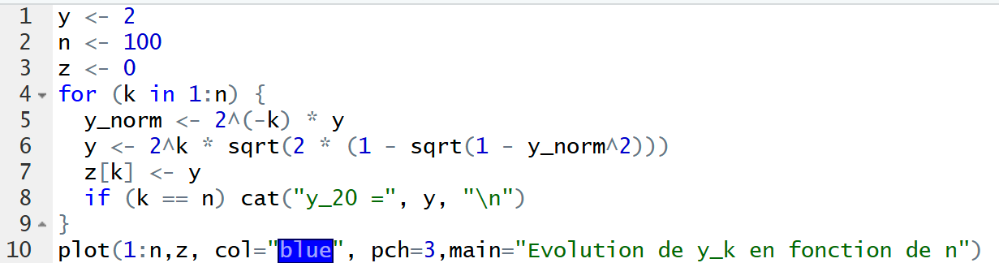 1 y <- 2
2 n <- 100
3 z <- 0
4 for (k in 1:n) {
5   y_norm <- 2^(-k) * y
6   y <- 2^k * sqrt(2 * (1 - sqrt(1 - y_norm^2)))
7   z[k] <- y
8   if (k == n) cat("y_20 =", y, "\n")
9 }
10 plot(1:n,z, col="blue", pch=3,main="Evolution de y_k en fonction de n")